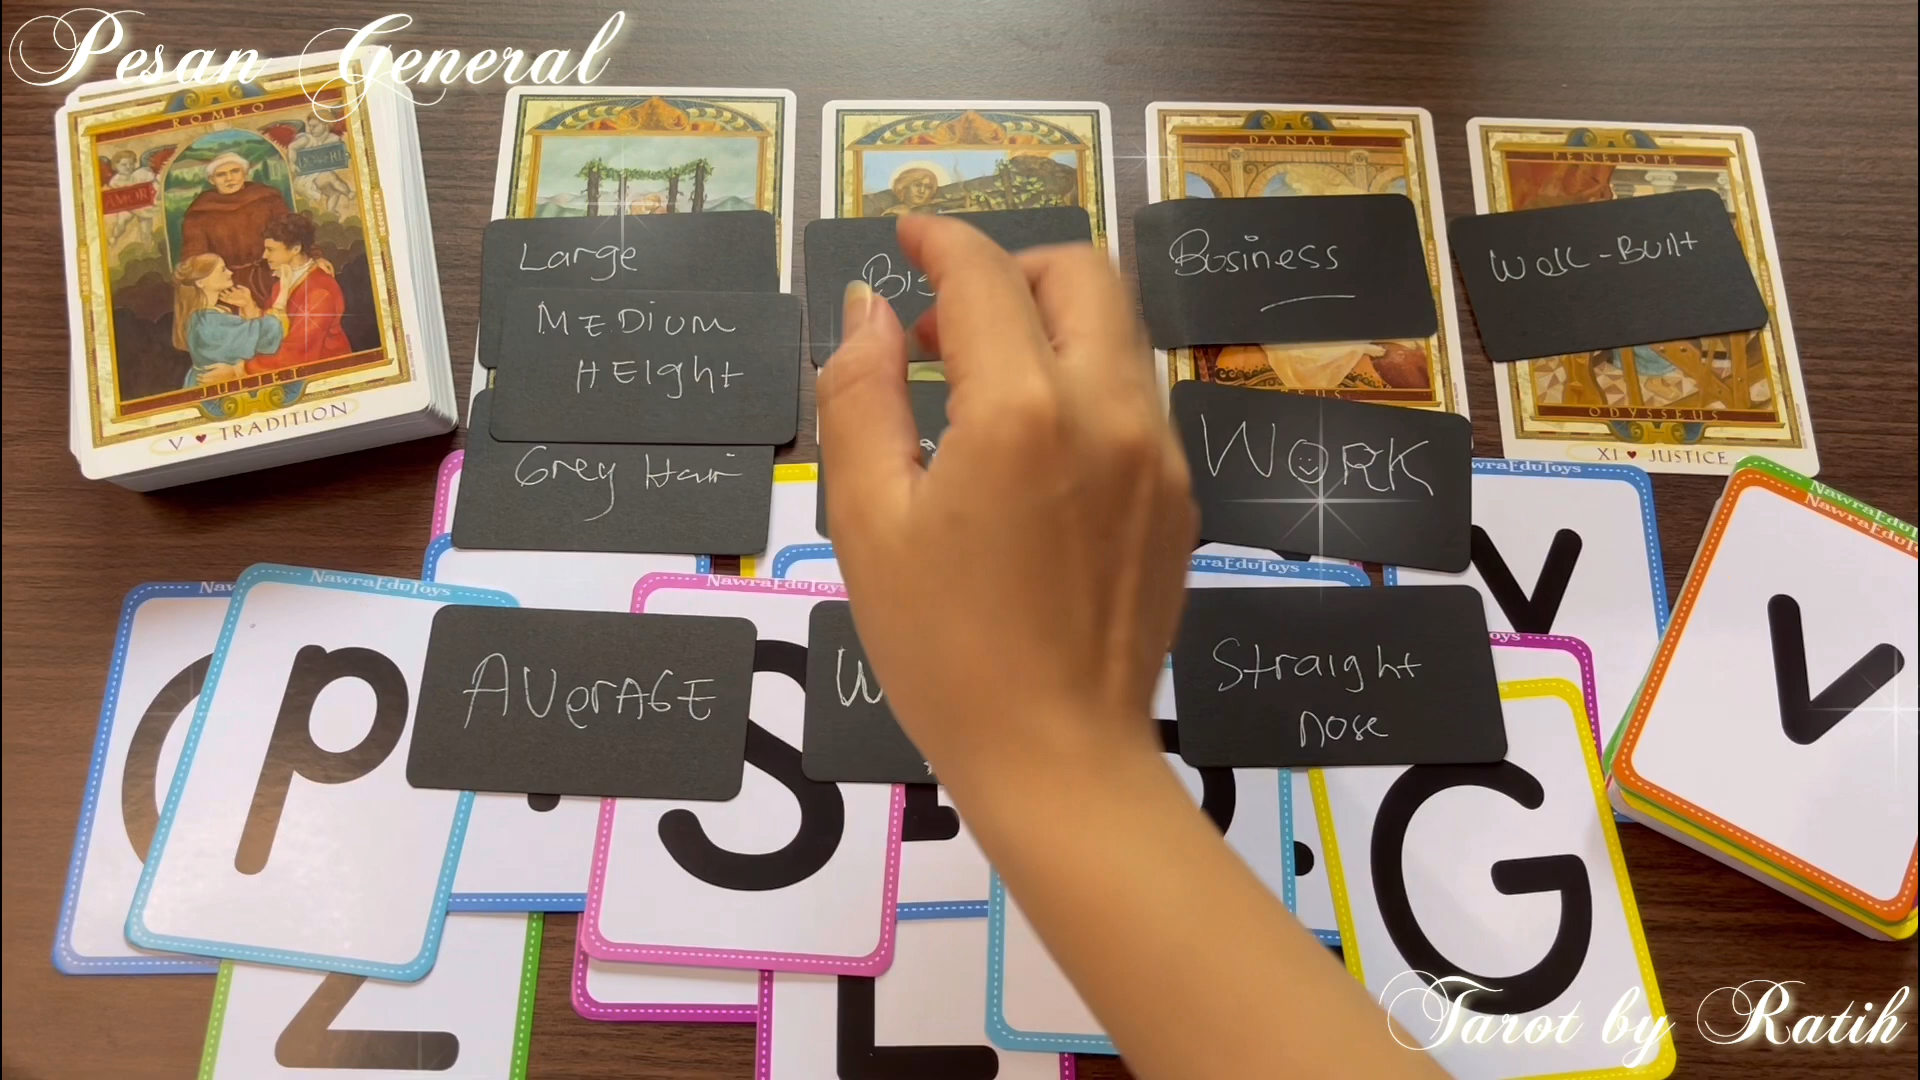 Pesan General
ROMEO
AMOR
JULIET
V ♥ TRADITION
DANAE
PENELOPE
ODYSSEUS
XI ♥ JUSTICE
Large
MEDIUM
HEIght
Grey Hair
Business
WORK
Well-Built
AVerAGE
Straight
nose
NawraEduToys
NawraEduToys
p
S
G
L
z
v
v
Tarot by Ratih